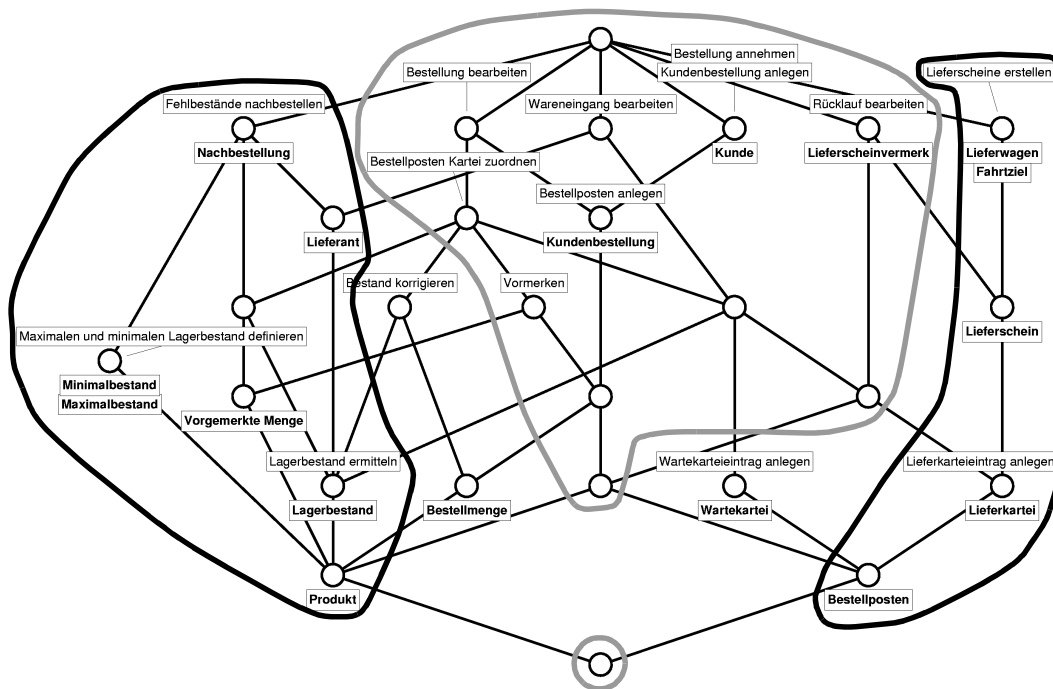 Bestellung annehmen
Bestellung bearbeiten
Kundenbestellung anlegen
Lieferscheine erstellen
Fehlbestände nachbestellen
Wareneingang bearbeiten
Rücklauf bearbeiten
Nachbestellung
Kunde
Lieferscheinvermerk
Lieferwagen
Fahrtziel
Bestellposten Kartei zuordnen
Bestellposten anlegen
Lieferant
Kundenbestellung
Bestand korrigieren
Vormerken
Lieferschein
Maximalen und minimalen Lagerbestand definieren
Minimalbestand
Maximalbestand
Vorgemerkte Menge
Lagerbestand ermitteln
Wartekarteieintrag anlegen
Lieferkarteieintrag anlegen
Lagerbestand
Bestellmenge
Wartekartei
Lieferkartei
Produkt
Bestellposten